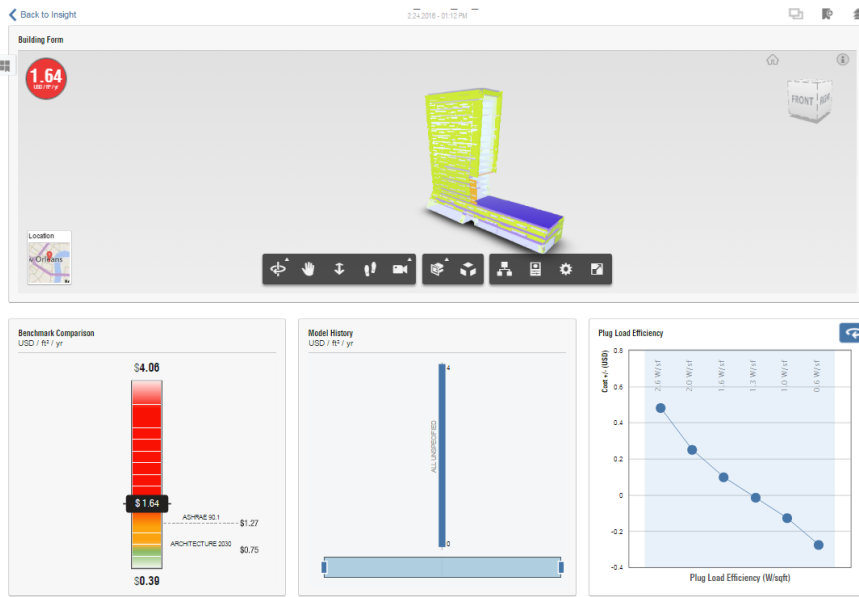 Back to Insight
2.24.2016 - 01:12 PM
Building Form
1.64
USD / ft² / yr
FRONT
Location
Orleans
Benchmark Comparison
USD / ft² / yr
$4.06
$ 1.64
ASHRAE 90.1
$1.27
ARCHITECTURE 2030
$0.75
$0.39
Model History
USD / ft² / yr
4
ALL UNSPECIFIED
0
Plug Load Efficiency
Cost +/- (USD)
0.8
0.6
0.4
0.2
0
-0.2
-0.4
2.6 W/sf
2.0 W/sf
1.6 W/sf
1.3 W/sf
1.0 W/sf
0.6 W/sf
Plug Load Efficiency (W/sqft)